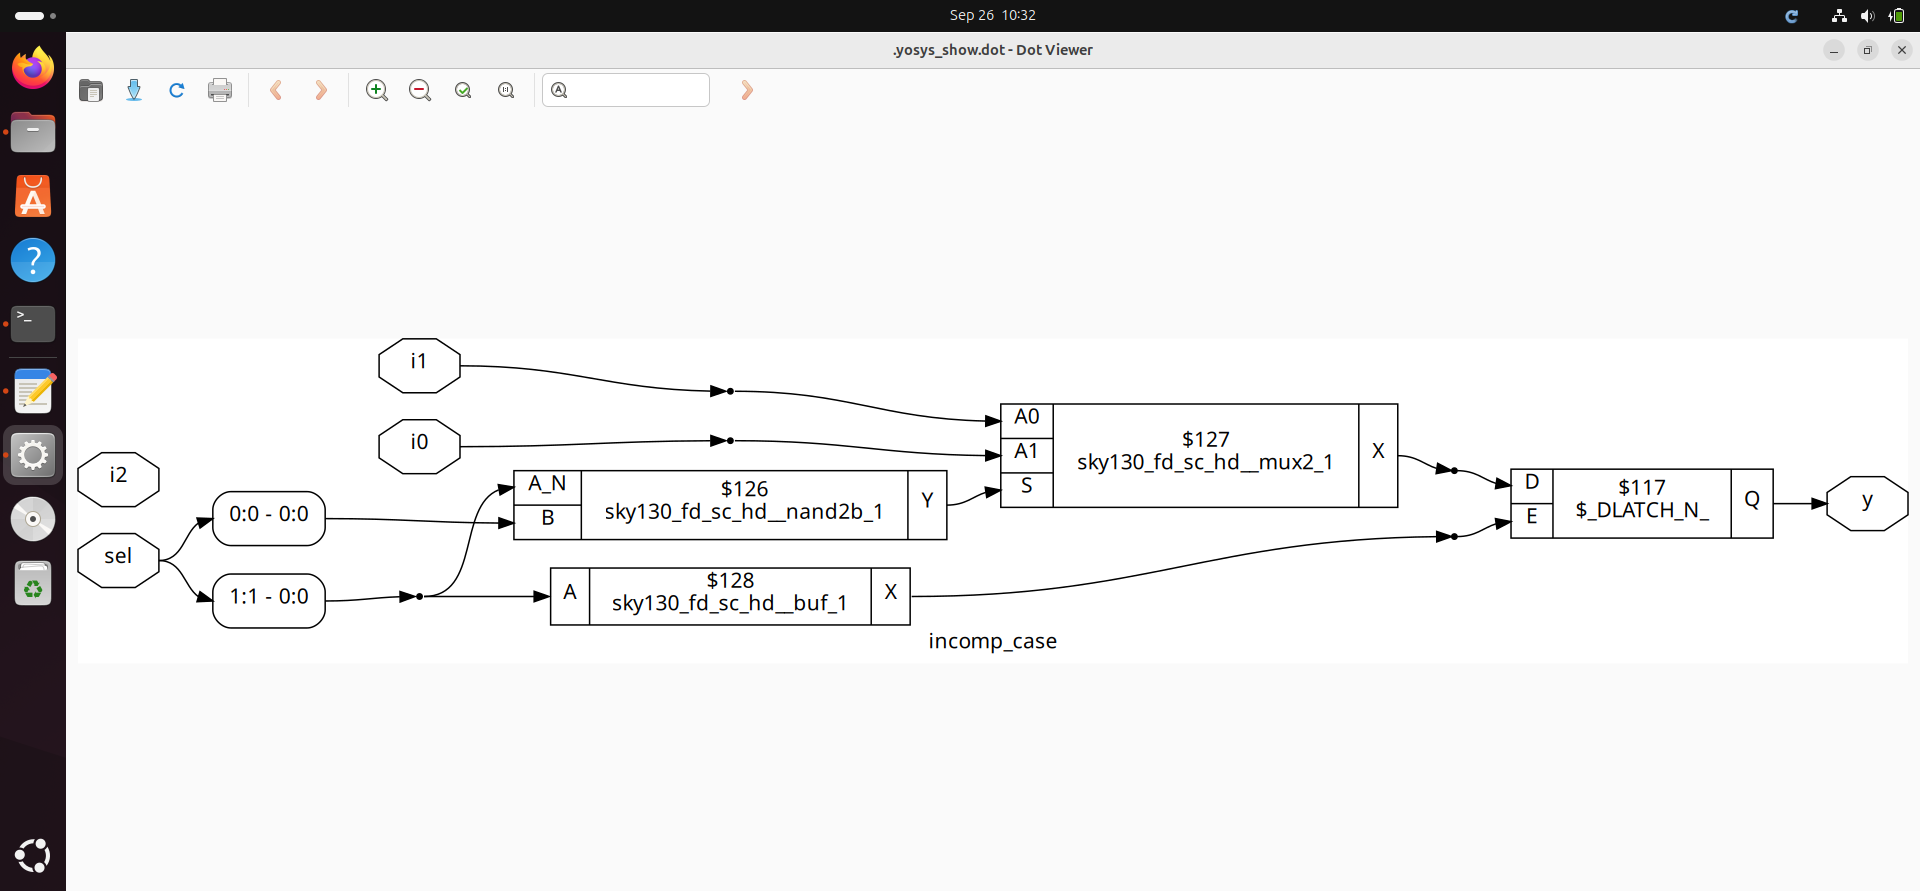 Sep 26 10:32
.yosys_show.dot - Dot Viewer
i1
i0
i2
sel
0:0 - 0:0
1:1 - 0:0
A_N
B
$126
sky130_fd_sc_hd__nand2b_1
Y
A
$128
sky130_fd_sc_hd__buf_1
X
A0
A1
S
$127
sky130_fd_sc_hd__mux2_1
X
D
E
$117
$_DLATCH_N_
Q
y
incomp_case